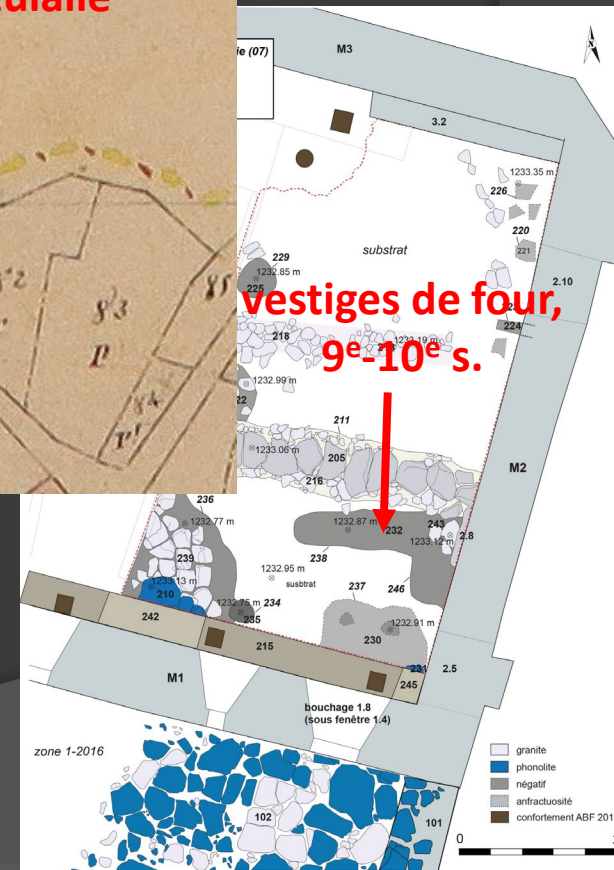 M3
ie (07)
3.2
1233.35 m
226
220
221
229
substrat
1232.85 m
225
2.10
vestiges de four,
9e-10e s.
224
218
1233.19 m
1232.99 m
22
211
1233.06 m
205
216
M2
236
1232.77 m
1232.87 m
232
243
1233.12 m
2.8
238
239
1232.95 m
susbtrat
237
246
1233.13 m
210
1232.75 m
234
235
1232.91 m
230
242
215
231
2.5
245
M1
bouchage 1.8
(sous fenêtre 1.4)
zone 1-2016
102
101
granite
phonolite
négatif
anfractuosité
confortement ABF 201
0
83
P
84
N